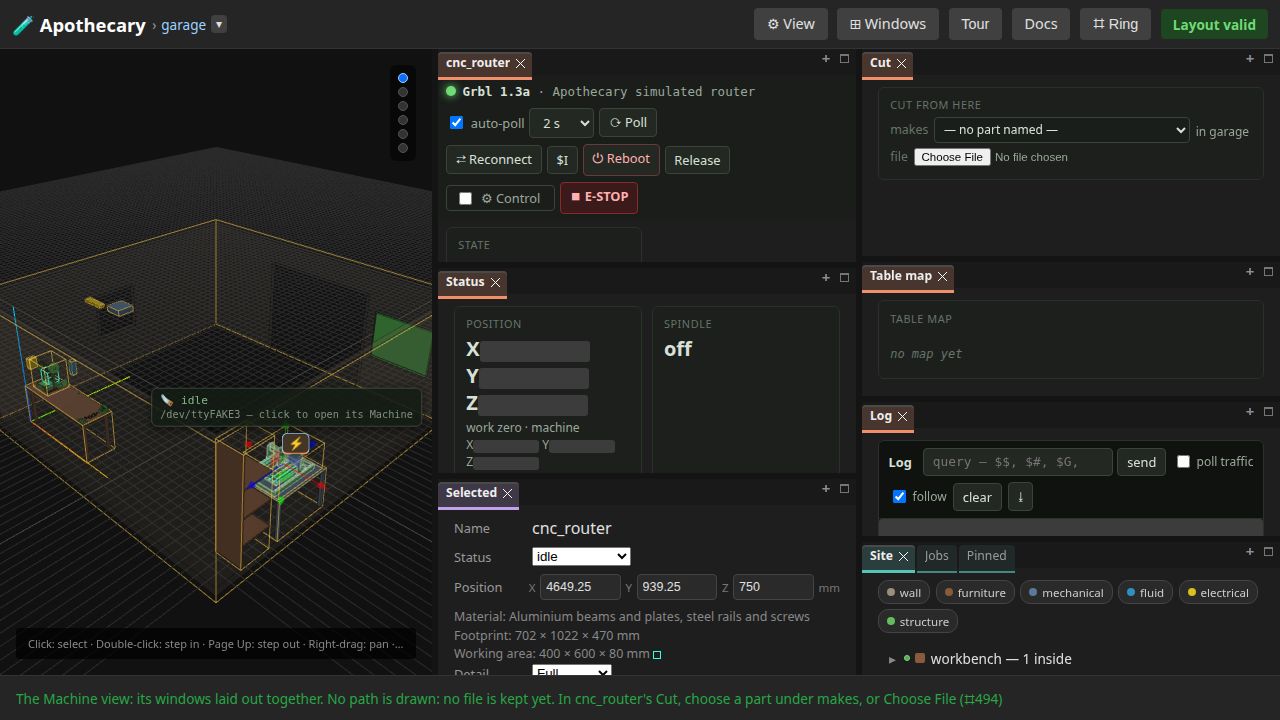 Apothecary › garage ▾
⚙ View
⊞ Windows
Tour
Docs
⌗ Ring
Layout valid
idle
/dev/ttyFAKE3 — click to open its Machine
Click: select · Double-click: step in · Page Up: step out · Right-drag: pan ·…
cnc_router
Grbl 1.3a · Apothecary simulated router
auto-poll 2 s ⟳ Poll
⇄ Reconnect $I ⏻ Reboot Release
⚙ Control ■ E-STOP
STATE
Status
POSITION
X
Y
Z
work zero · machine
X Y
Z
SPINDLE
off
Selected
Name cnc_router
Status idle
Position X 4649.25 Y 939.25 Z 750 mm
Material: Aluminium beams and plates, steel rails and screws
Footprint: 702 × 1022 × 470 mm
Working area: 400 × 600 × 80 mm
Detail Full
Cut
CUT FROM HERE
makes — no part named — in garage
file Choose File No file chosen
Table map
TABLE MAP
no map yet
Log
Log query — $$, $#, $G, send poll traffic
follow clear ⤓
Site Jobs Pinned
wall furniture mechanical fluid electrical
structure
▸ workbench — 1 inside
The Machine view: its windows laid out together. No path is drawn: no file is kept yet. In cnc_router's Cut, choose a part under makes, or Choose File (⌗494)